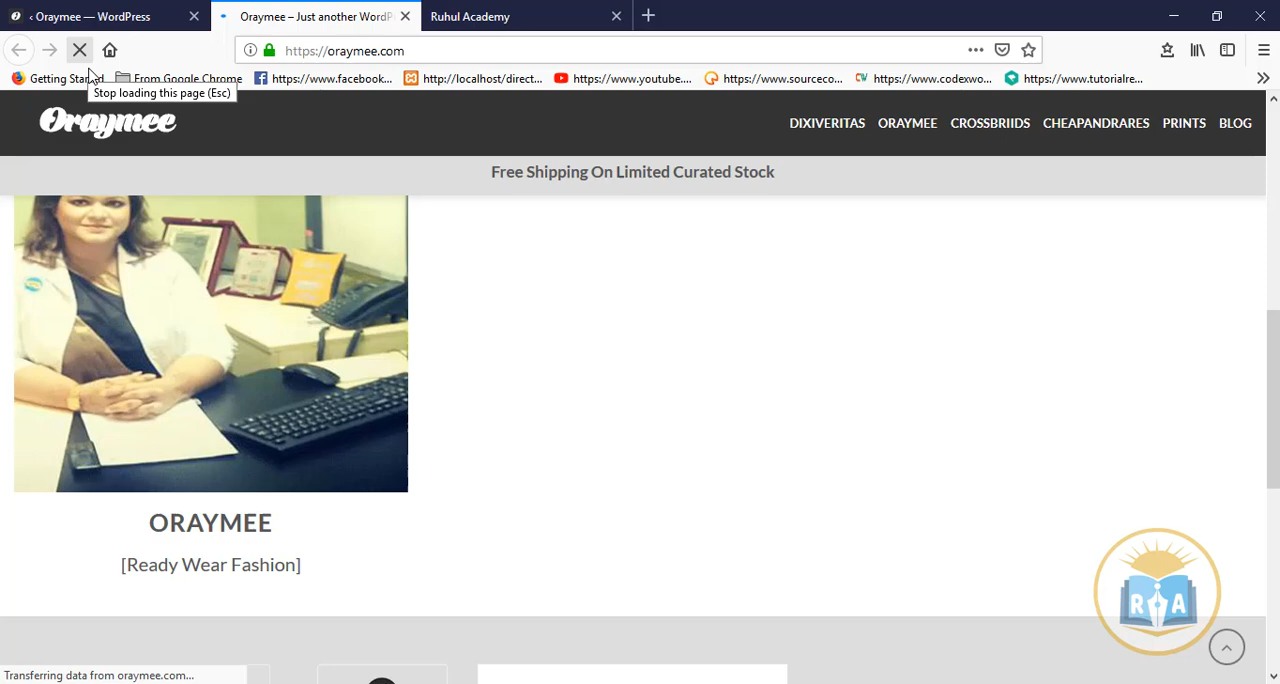 ‹ Oraymee — WordPress
Oraymee – Just another WordP
Ruhul Academy
https://oraymee.com
Getting Started
From Google Chrome
https://www.facebook...
http://localhost/direct...
https://www.youtube....
https://www.sourceco...
CW
https://www.codexwo...
https://www.tutorialre...
Stop loading this page (Esc)
Oraymee
DIXIVERITAS
ORAYMEE
CROSSBRIIDS
CHEAPANDRARES
PRINTS
BLOG
Free Shipping On Limited Curated Stock
ORAYMEE
[Ready Wear Fashion]
R A
Transferring data from oraymee.com...